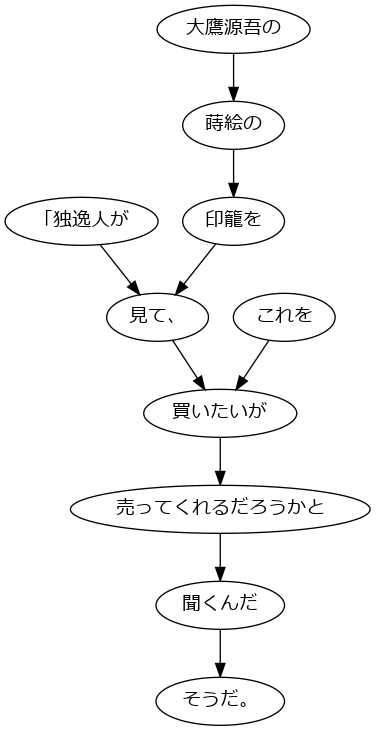 大鷹源吾の
蒔絵の
「独逸人が
印籠を
見て、
これを
買いたいが
売ってくれるだろうかと
聞くんだ
そうだ。